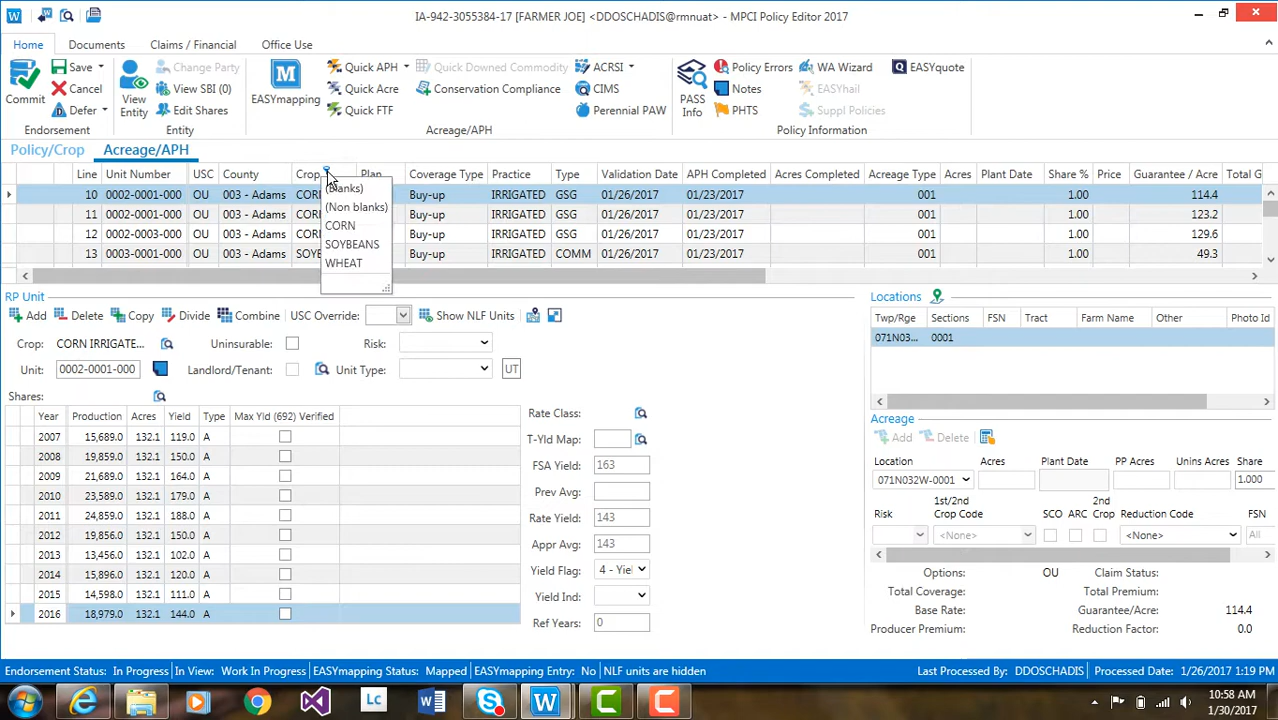 IA-942-3055384-17 [FARMER JOE] <DDOSCHADIS@rmnuat> - MPCI Policy Editor 2017
Home Documents Claims / Financial Office Use
Commit Save Cancel Defer Endorsement
View Entity Change Party View SBI (0) Edit Shares Entity
EASYmapping Quick APH Quick Acre Quick FTF Quick Downed Commodity Conservation Compliance ACRSI CIMS Perennial PAW Acreage/APH
PASS Info Policy Errors Notes PHTS WA Wizard EASYhail Suppl Policies EASYquote Policy Information
Policy/Crop Acreage/APH
Line Unit Number USC County Crop Plan Coverage Type Practice Type Validation Date APH Completed Acres Completed Acreage Type Acres Plant Date Share % Price Guarantee / Acre Total G
10 0002-0001-000 OU 003 - Adams Buy-up IRRIGATED GSG 01/26/2017 01/23/2017 001 1.00 114.4
11 0002-0001-000 OU 003 - Adams Buy-up IRRIGATED GSG 01/26/2017 01/23/2017 001 1.00 123.2
12 0002-0003-000 OU 003 - Adams Buy-up IRRIGATED GSG 01/26/2017 01/23/2017 001 1.00 129.6
13 0003-0001-000 OU 003 - Adams Buy-up IRRIGATED COMM 01/26/2017 01/23/2017 001 1.00 49.3
(Non blanks)
CORN
SOYBEANS
WHEAT
RP Unit
Add Delete Copy Divide Combine USC Override: Show NLF Units
Crop: CORN IRRIGATE... Uninsurable: Risk:
Unit: 0002-0001-000 Landlord/Tenant: Unit Type: UT
Shares:
Year Production Acres Yield Type Max Yld (692) Verified
2007 15,689.0 132.1 119.0 A
2008 19,859.0 132.1 150.0 A
2009 21,689.0 132.1 164.0 A
2010 23,589.0 132.1 179.0 A
2011 24,859.0 132.1 188.0 A
2012 19,856.0 132.1 150.0 A
2013 13,456.0 132.1 102.0 A
2014 15,896.0 132.1 120.0 A
2015 14,598.0 132.1 111.0 A
2016 18,979.0 132.1 144.0 A
Rate Class:
T-Yld Map:
FSA Yield: 163
Prev Avg:
Rate Yield: 143
Appr Avg: 143
Yield Flag: 4 - Yiel
Yield Ind:
Ref Years: 0
Locations
Twp/Rge Sections FSN Tract Farm Name Other Photo Id
071N03... 0001
Acreage
Add Delete
Location Acres Plant Date PP Acres Unins Acres Share
071N032W-0001 1.000
Risk 1st/2nd Crop Code SCO ARC 2nd Crop Reduction Code FSN
<None> <None> All
Options: OU Claim Status:
Total Coverage: Total Premium:
Base Rate: Guarantee/Acre: 114.4
Producer Premium: Reduction Factor: 0.0
Endorsement Status: In Progress In View: Work In Progress EASYmapping Status: Mapped EASYmapping Entry: No NLF units are hidden Last Processed By: DDOSCHADIS Processed Date: 1/26/2017 1:19 PM
Lc
10:58 AM
1/30/2017